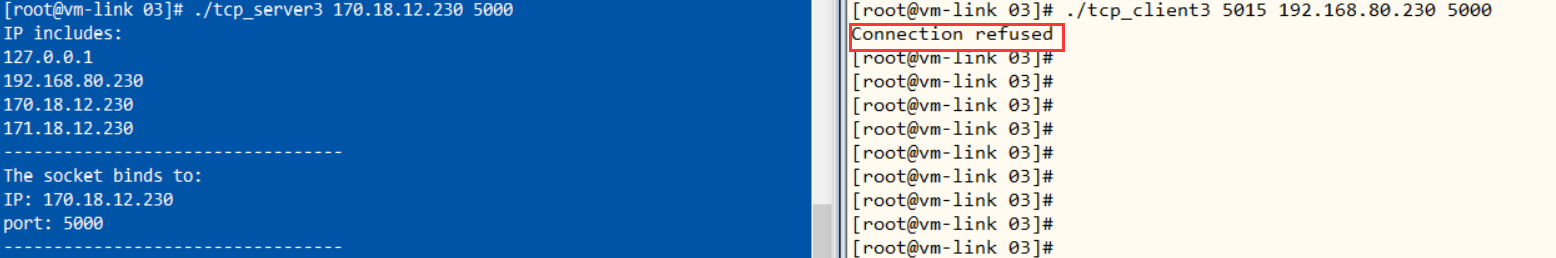 [root@vm-link 03]# ./tcp_server3 170.18.12.230 5000
IP includes:
127.0.0.1
192.168.80.230
170.18.12.230
171.18.12.230
----------------------------------
The socket binds to:
IP: 170.18.12.230
port: 5000
----------------------------------
[root@vm-link 03]# ./tcp_client3 5015 192.168.80.230 5000
Connection refused
[root@vm-link 03]#
[root@vm-link 03]#
[root@vm-link 03]#
[root@vm-link 03]#
[root@vm-link 03]#
[root@vm-link 03]#
[root@vm-link 03]#
[root@vm-link 03]#
[root@vm-link 03]#